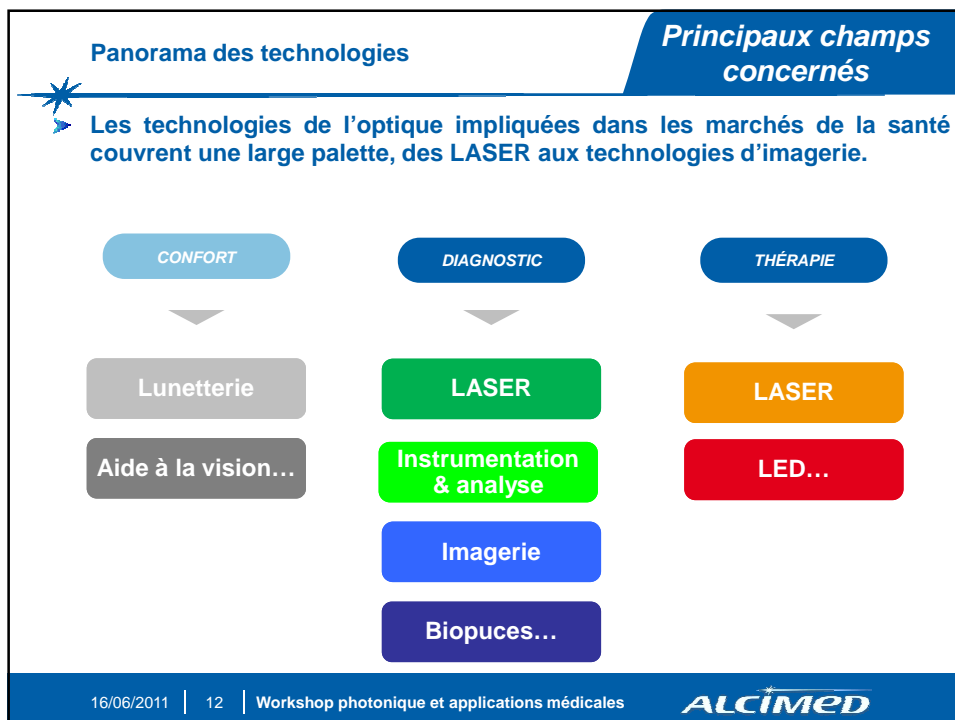 Panorama des technologies
Principaux champs
concernés
Les technologies de l'optique impliquées dans les marchés de la santé
couvrent une large palette, des LASER aux technologies d'imagerie.
CONFORT
DIAGNOSTIC
THÉRAPIE
Lunetterie
LASER
LASER
Aide à la vision…
Instrumentation
& analyse
LED…
Imagerie
Biopuces…
16/06/2011
12
Workshop photonique et applications médicales
ALCIMED